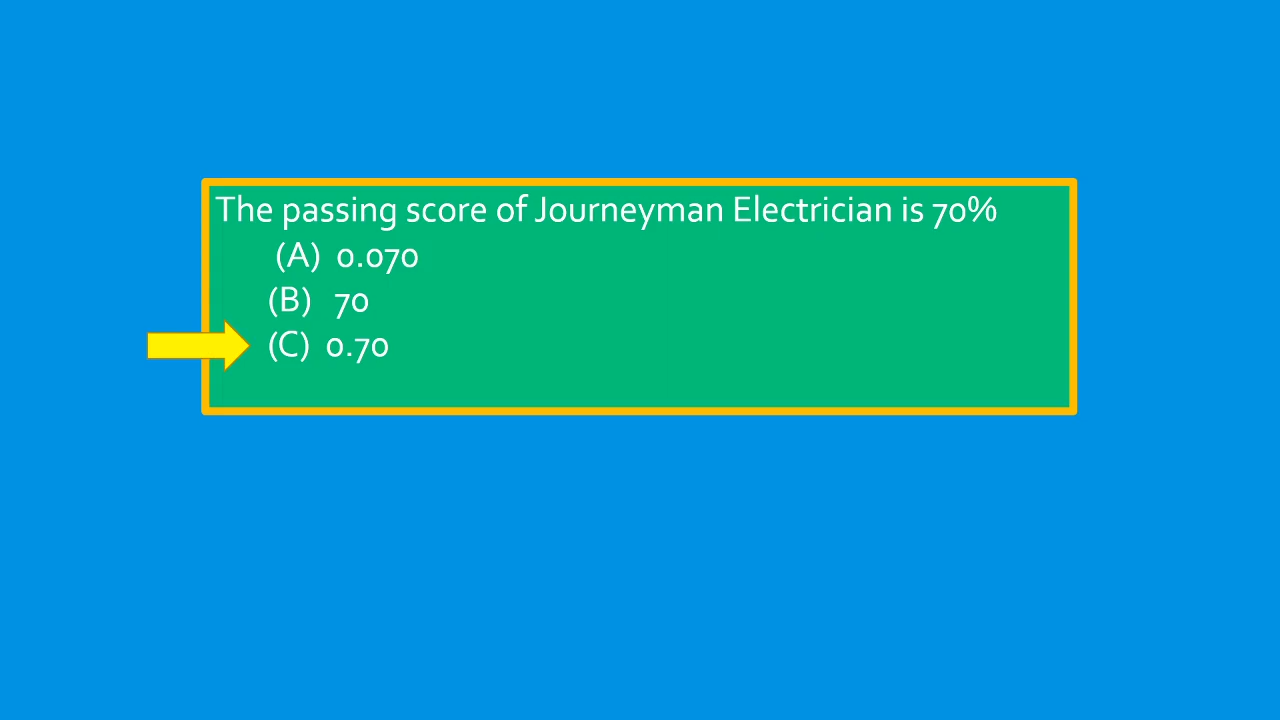 The passing score of Journeyman Electrician is 70%
(A) 0.070
(B) 70
(C) 0.70